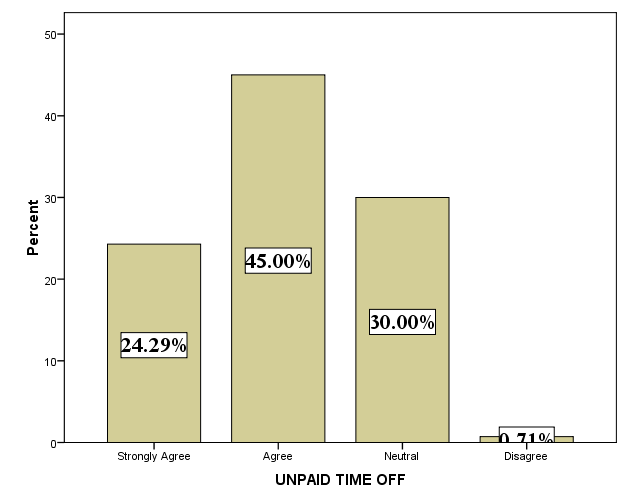 50
40
30
20
10
0
Percent
24.29%
45.00%
30.00%
0.71%
Strongly Agree
Agree
Neutral
Disagree
UNPAID TIME OFF